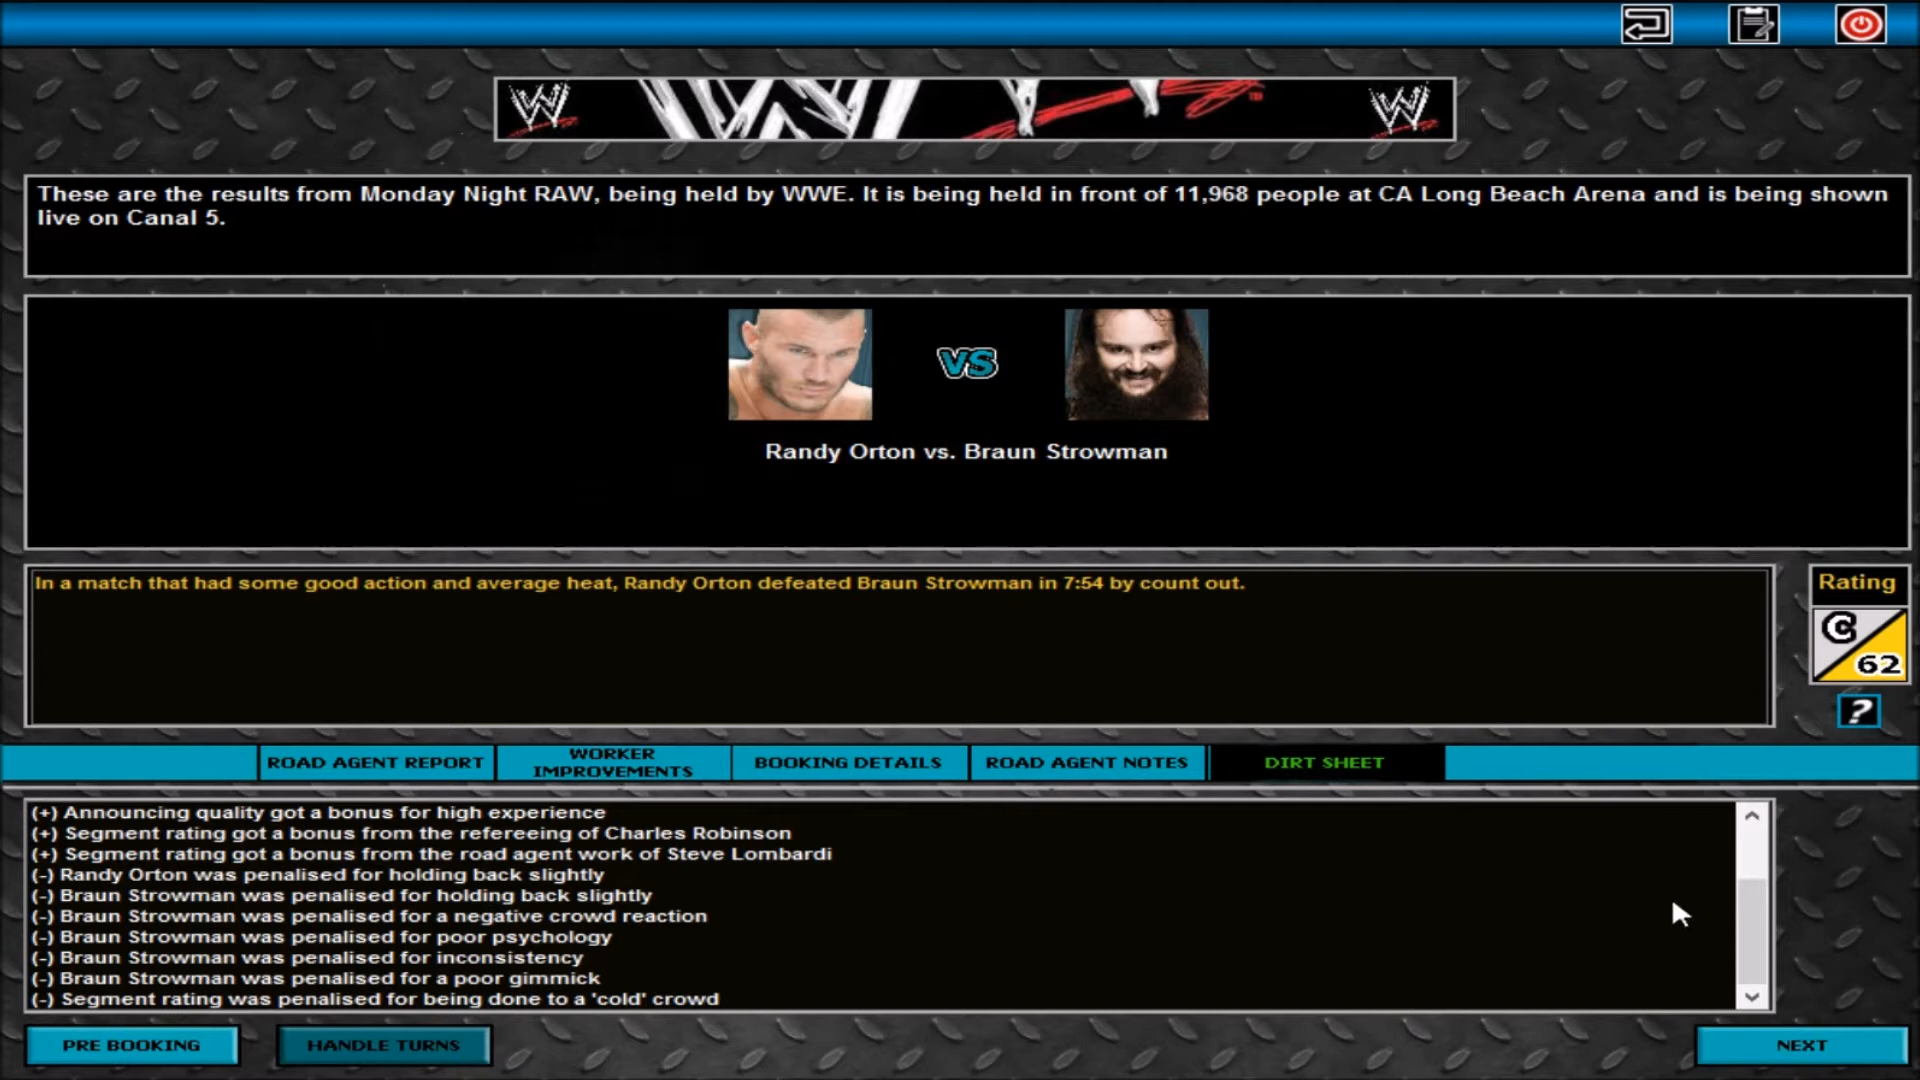 These are the results from Monday Night RAW, being held by WWE. It is being held in front of 11,968 people at CA Long Beach Arena and is being shown
live on Canal 5.
VS
Randy Orton vs. Braun Strowman
In a match that had some good action and average heat, Randy Orton defeated Braun Strowman in 7:54 by count out.
Rating
C
62
?
ROAD AGENT REPORT
WORKER
IMPROVEMENTS
BOOKING DETAILS
ROAD AGENT NOTES
DIRT SHEET
(+) Announcing quality got a bonus for high experience
(+) Segment rating got a bonus from the refereeing of Charles Robinson
(+) Segment rating got a bonus from the road agent work of Steve Lombardi
(-) Randy Orton was penalised for holding back slightly
(-) Braun Strowman was penalised for holding back slightly
(-) Braun Strowman was penalised for a negative crowd reaction
(-) Braun Strowman was penalised for poor psychology
(-) Braun Strowman was penalised for inconsistency
(-) Braun Strowman was penalised for a poor gimmick
(-) Segment rating was penalised for being done to a 'cold' crowd
PRE BOOKING
HANDLE TURNS
NEXT